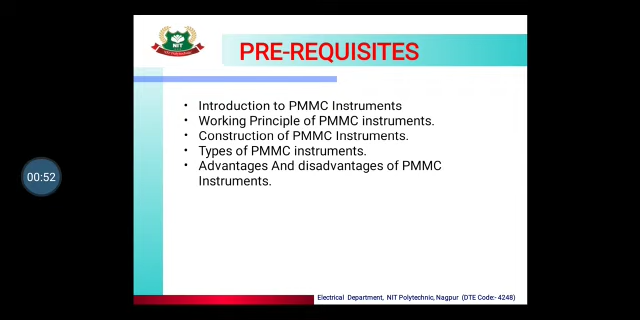 NIT
PRE-REQUISITES
• Introduction to PMMC Instruments
• Working Principle of PMMC instruments.
• Construction of PMMC Instruments.
• Types of PMMC instruments.
• Advantages And disadvantages of PMMC
Instruments.
00:52
Electrical Department, NIT Polytechnic, Nagpur (DTE Code:- 4248)